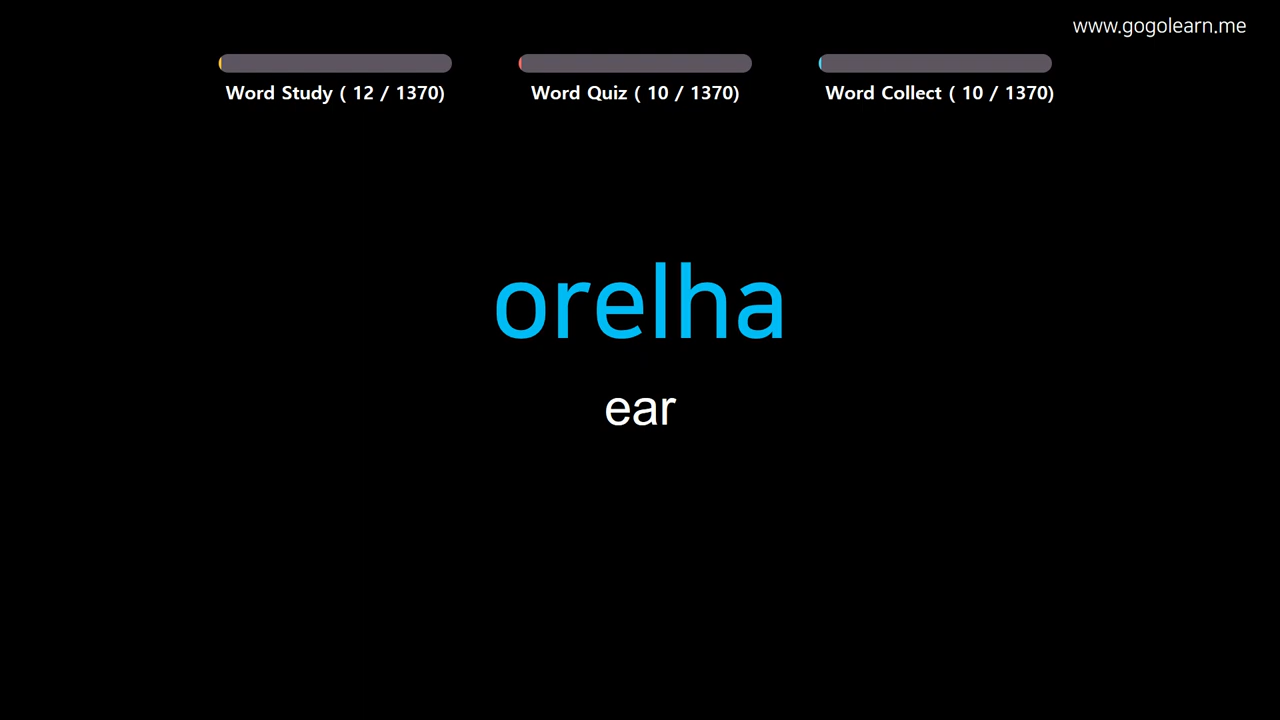 www.gogolearn.me
Word Study ( 12 / 1370)
Word Quiz ( 10 / 1370)
Word Collect ( 10 / 1370)
orelha
ear